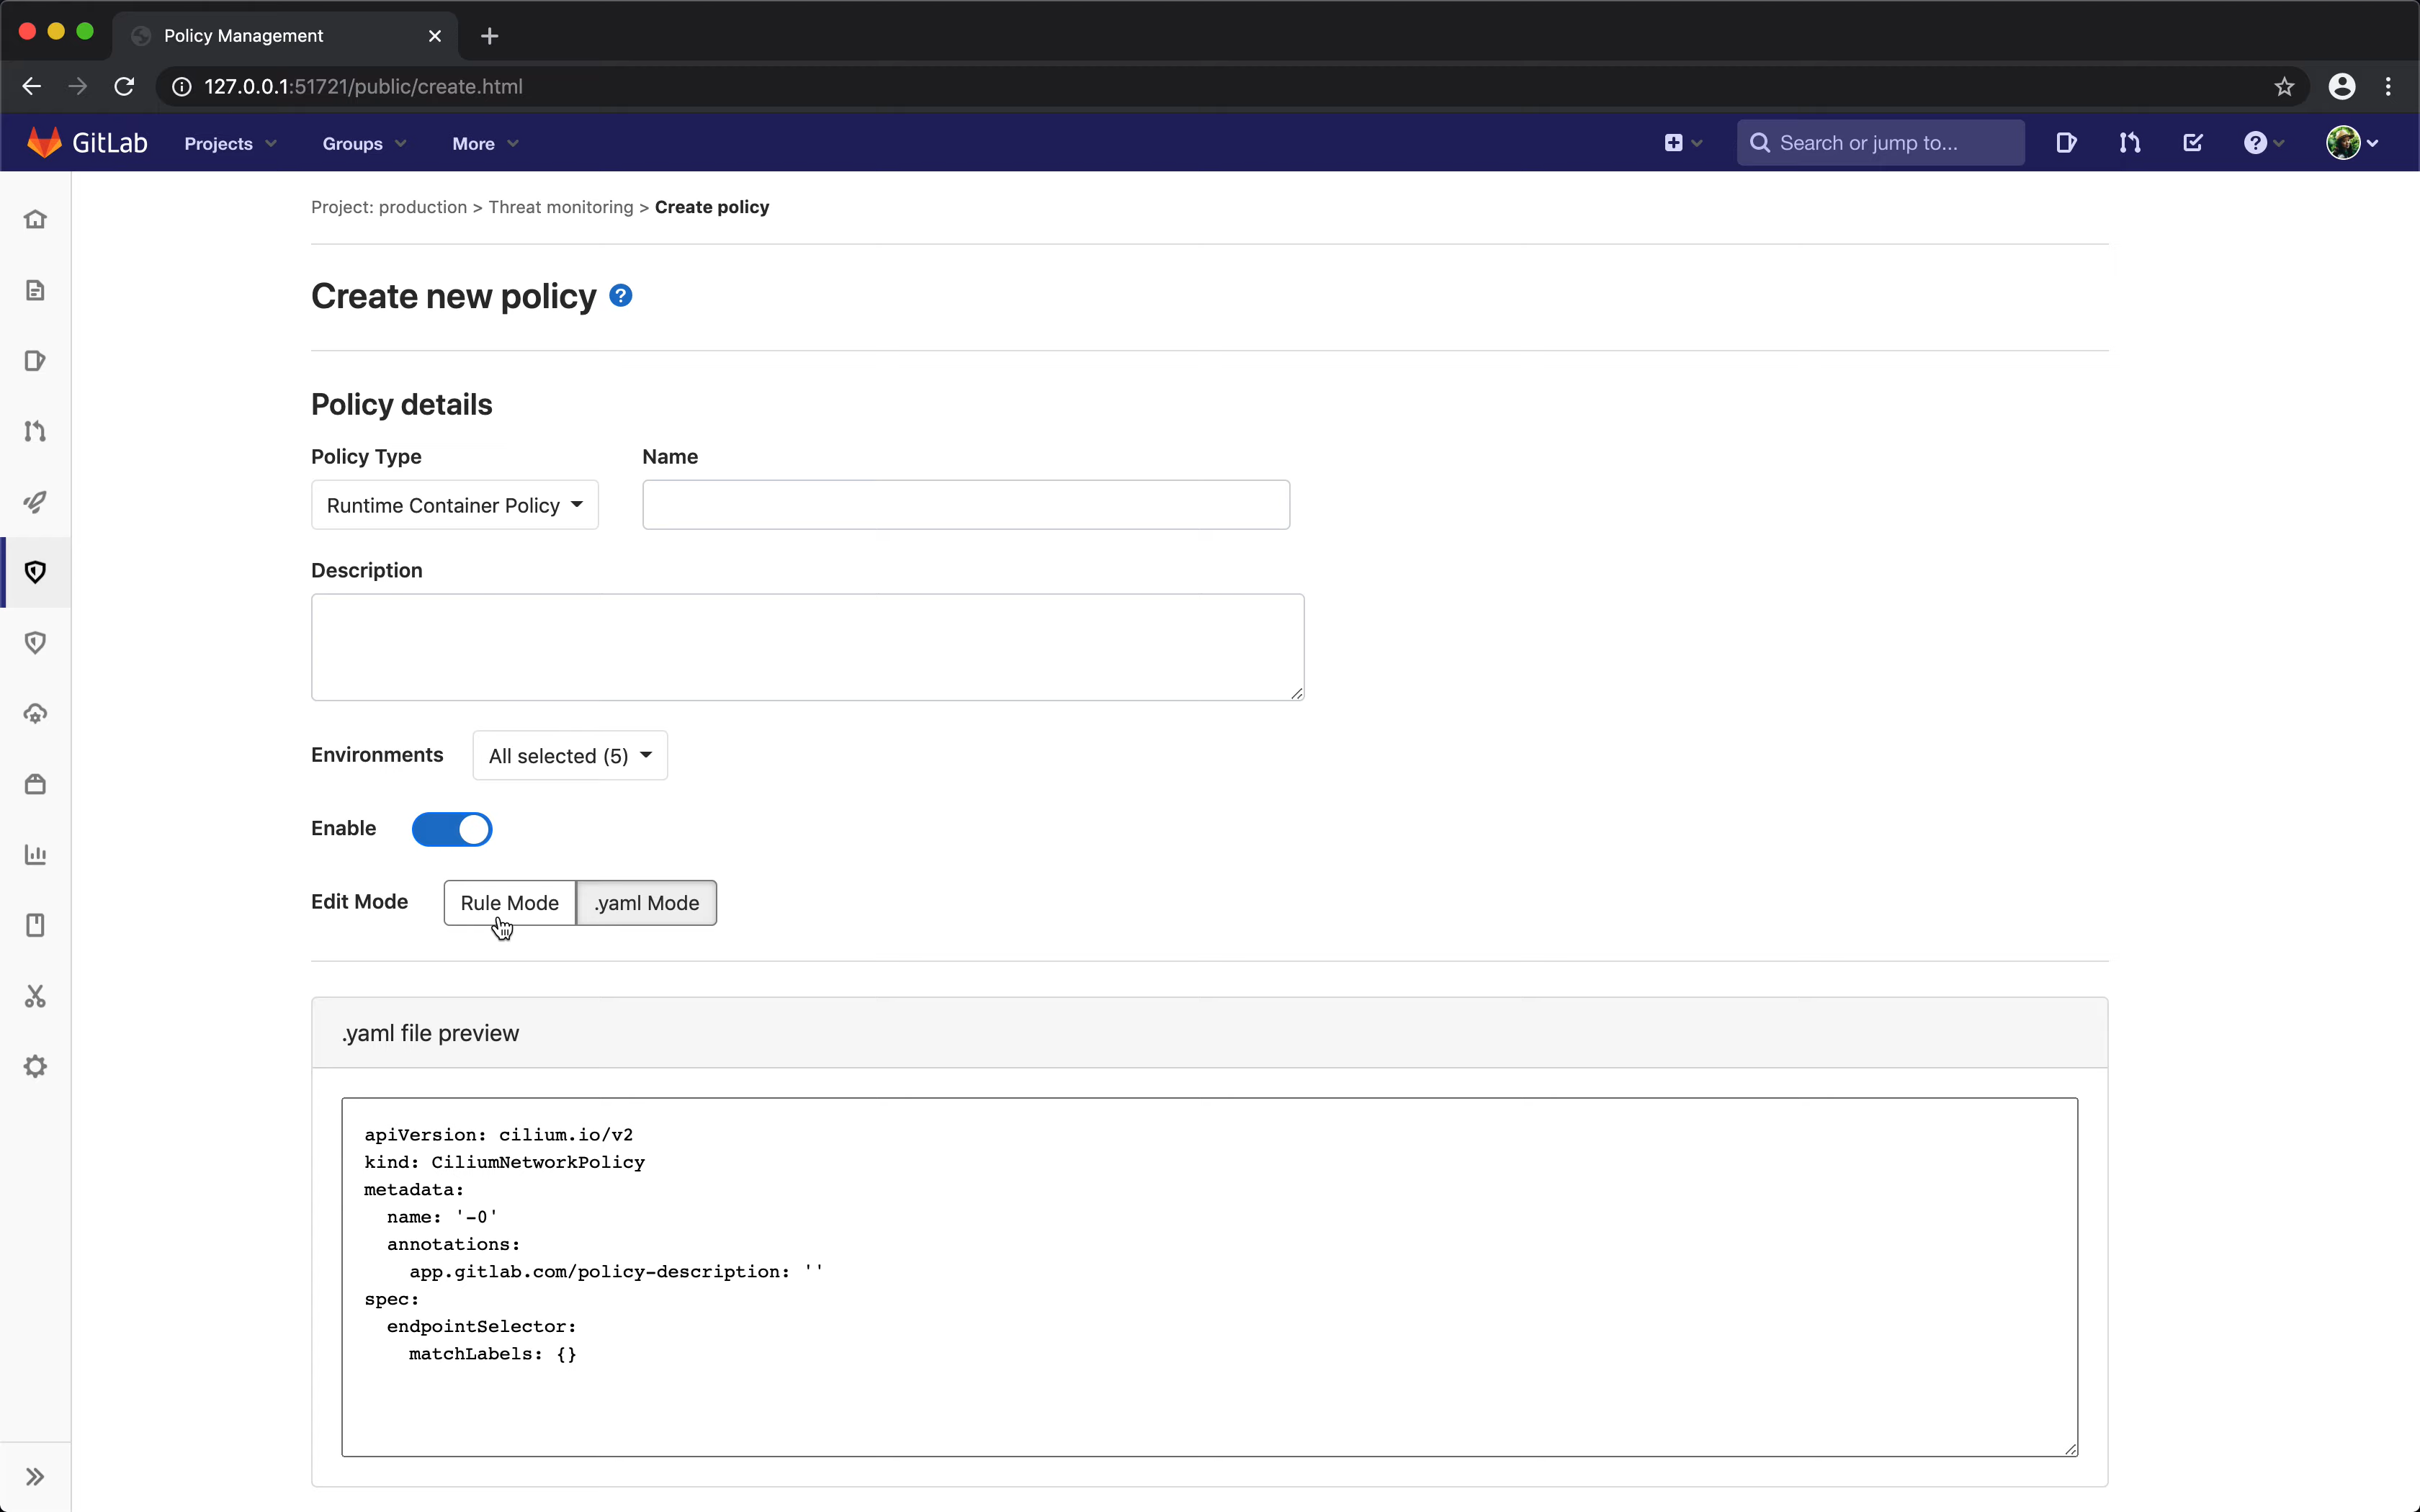 Policy Management
127.0.0.1:51721/public/create.html
GitLab Projects Groups More Search or jump to...
Project: production > Threat monitoring > Create policy
Create new policy ?
Policy details
Policy Type Name
Runtime Container Policy
Description
Environments All selected (5)
Enable
Edit Mode Rule Mode .yaml Mode
.yaml file preview
apiVersion: cilium.io/v2
kind: CiliumNetworkPolicy
metadata:
  name: '-0'
  annotations:
    app.gitlab.com/policy-description: ''
spec:
  endpointSelector:
    matchLabels: {}